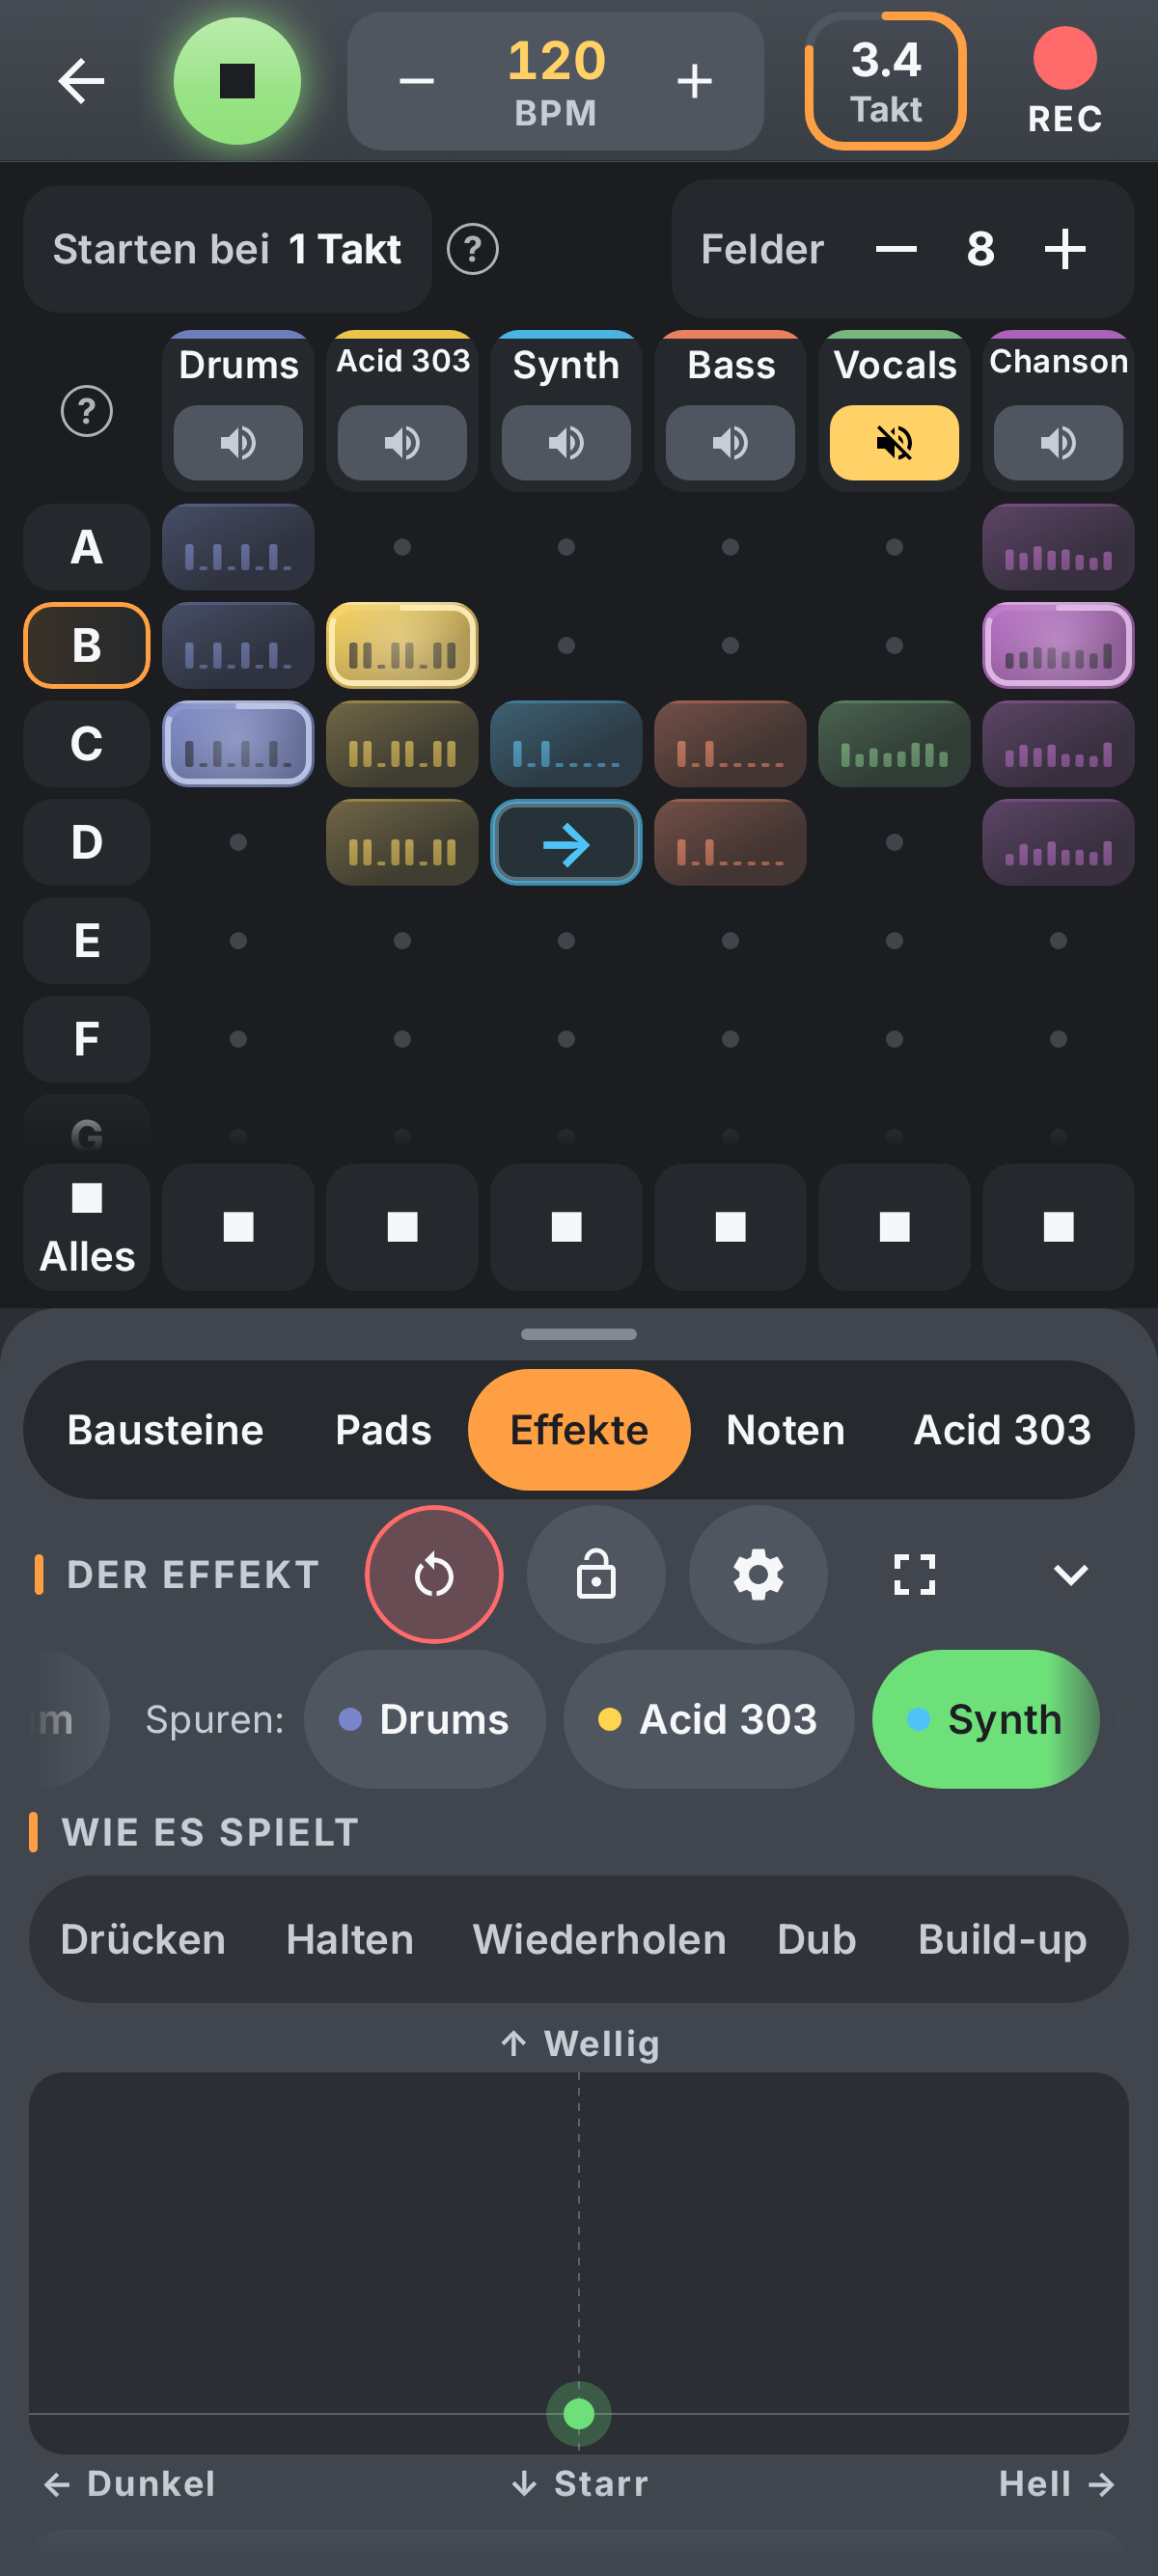 120
BPM
3.4
Takt
REC
Starten bei 1 Takt
?
Felder
8
?
Drums
Acid 303
Synth
Bass
Vocals
Chanson
A
B
C
D
E
F
G
Alles
Bausteine
Pads
Effekte
Noten
Acid 303
DER EFFEKT
Spuren:
Drums
Acid 303
Synth
WIE ES SPIELT
Drücken
Halten
Wiederholen
Dub
Build-up
↑ Wellig
← Dunkel
↓ Starr
Hell →